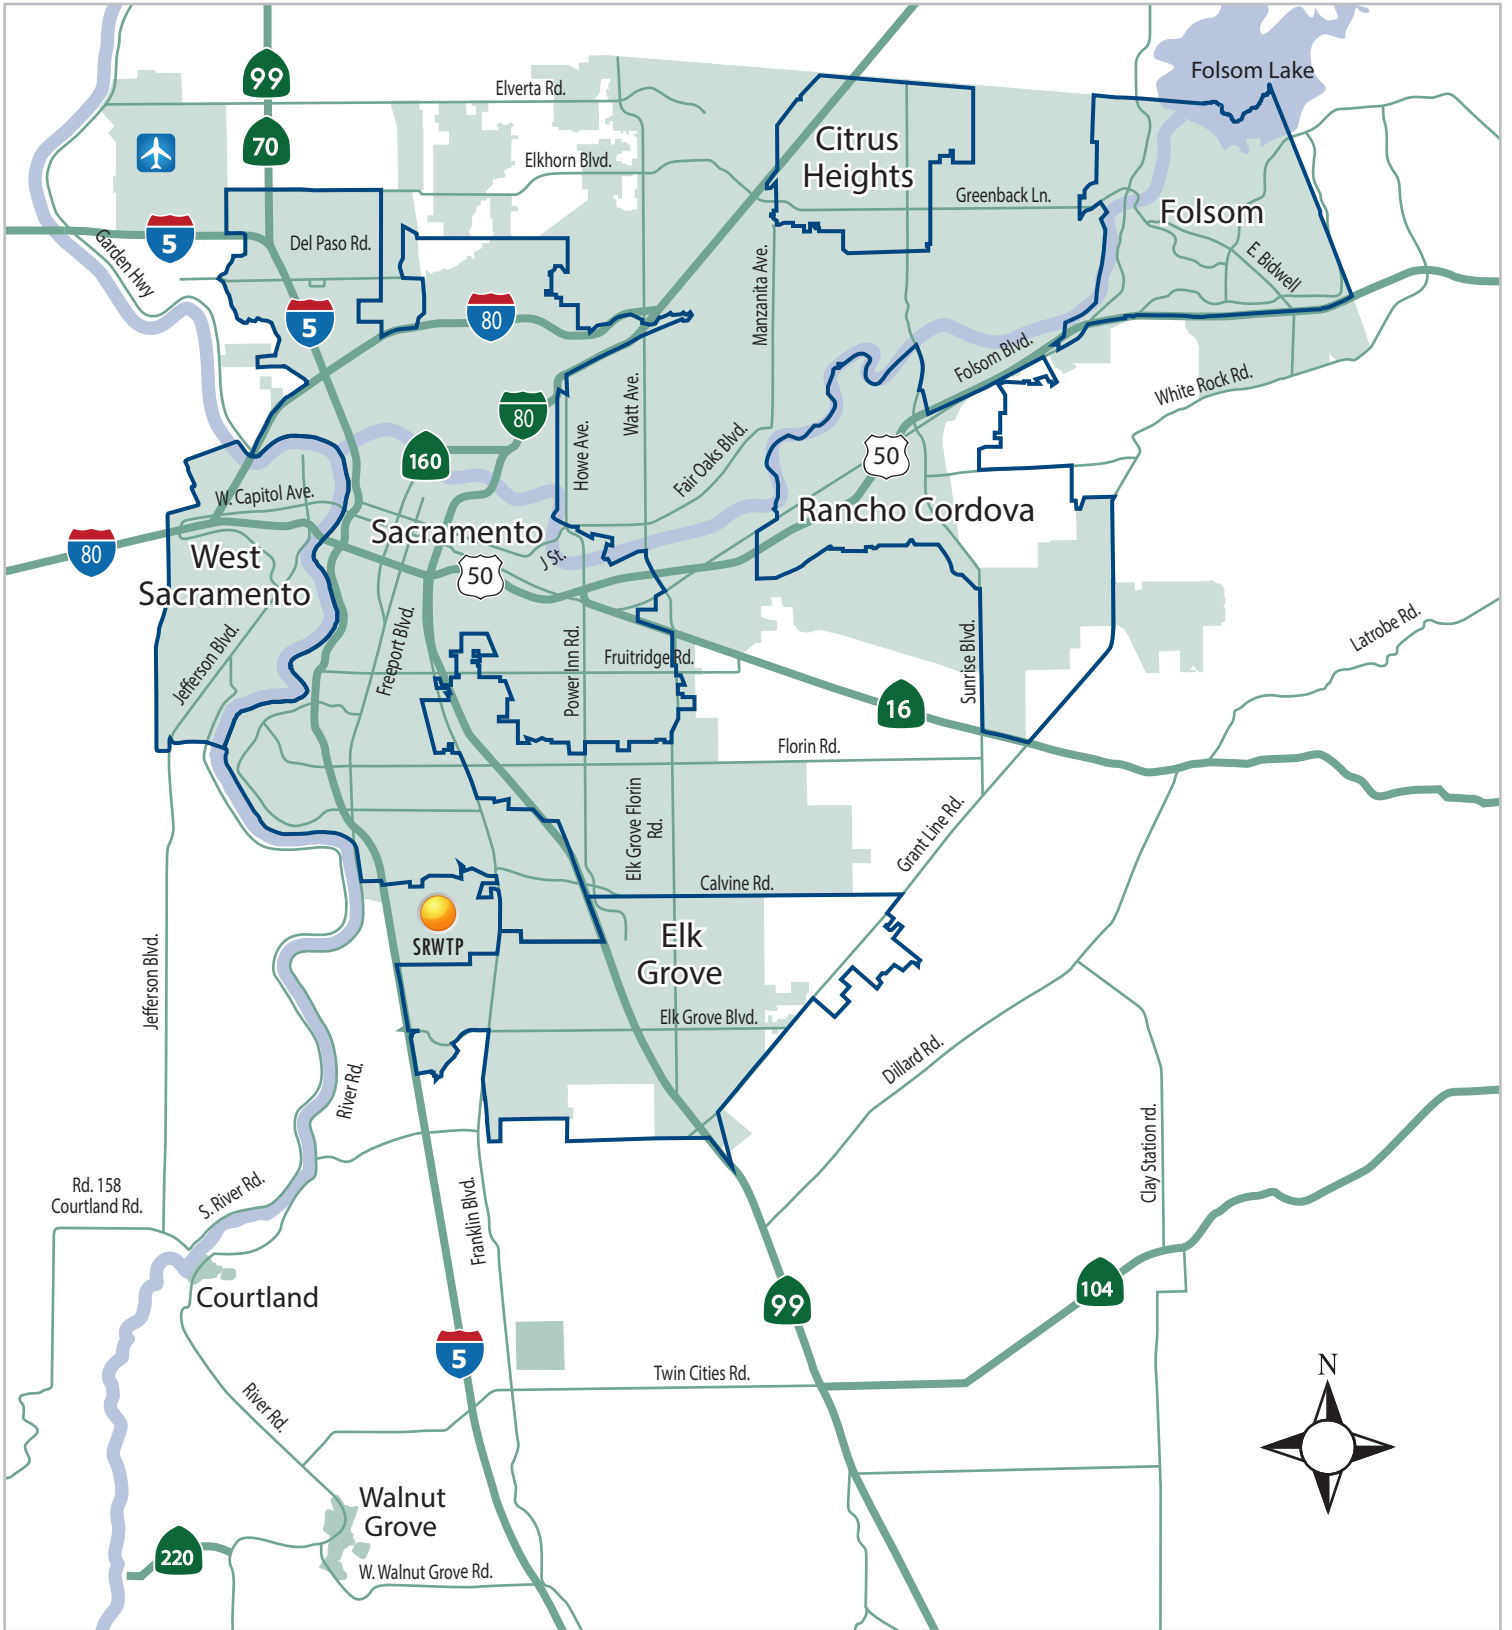 99
Folsom Lake
Elverta Rd.
70
Citrus
Heights
Elkhorn Blvd.
Greenback Ln.
Folsom
5
Garden Hwy
Del Paso Rd.
E. Bidwell
Manzanita Ave.
5
80
Folsom Blvd.
White Rock Rd.
80
Watt Ave.
Howe Ave.
Fair Oaks Blvd.
160
50
W. Capitol Ave.
Rancho Cordova
Sacramento
80
West
Sacramento
J St.
50
Jefferson Blvd.
Freeport Blvd.
Power Inn Rd.
Fruitridge Rd.
Sunrise Blvd.
Latrobe Rd.
16
Florin Rd.
Elk Grove Florin
Rd.
Grant Line Rd.
Calvine Rd.
SRWTP
Elk
Grove
Jefferson Blvd.
Elk Grove Blvd.
Dillard Rd.
River Rd.
Clay Station rd.
Rd. 158
Courtland Rd.
S. River Rd.
Franklin Blvd.
Courtland
99
104
5
Twin Cities Rd.
N
River Rd.
Walnut
Grove
220
W. Walnut Grove Rd.